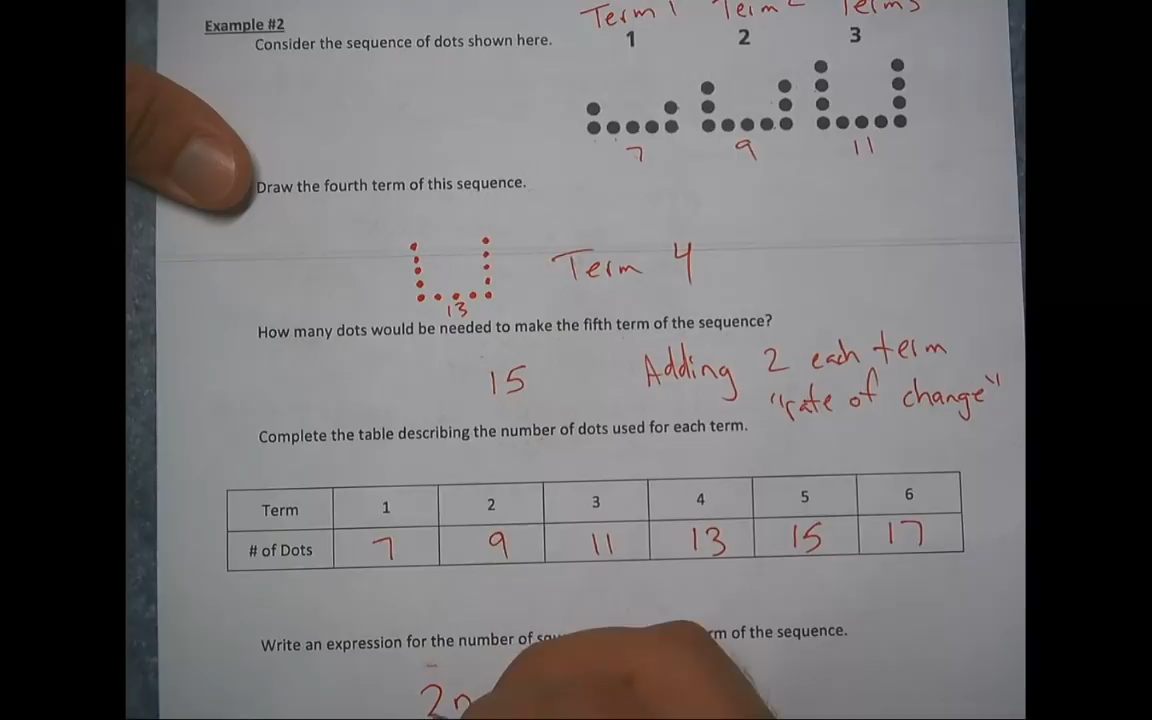 Example #2
Term 1 Term 2 Term 3
Consider the sequence of dots shown here.
1 2 3
7 9 11
Draw the fourth term of this sequence.
Term 4
13
How many dots would be needed to make the fifth term of the sequence?
15 Adding 2 each term
"rate of change"
Complete the table describing the number of dots used for each term.
Term 1 2 3 4 5 6
# of Dots 7 9 11 13 15 17
Write an expression for the number of of the sequence.
2n